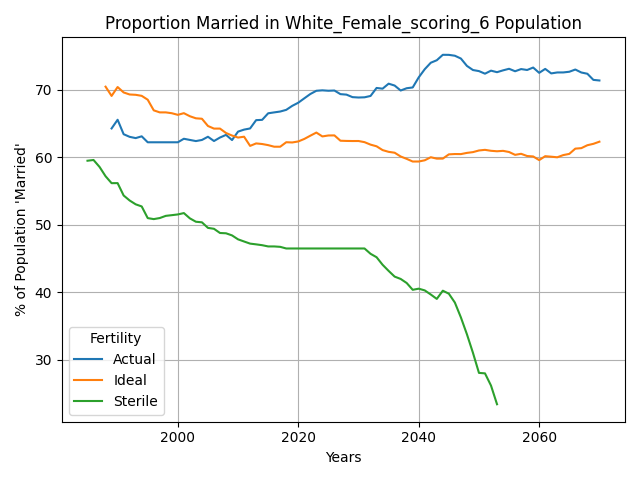 Proportion Married in White_Female_scoring_6 Population
% of Population 'Married'
70
60
50
40
30
Fertility
Actual
Ideal
Sterile
2000
2020
2040
2060
Years